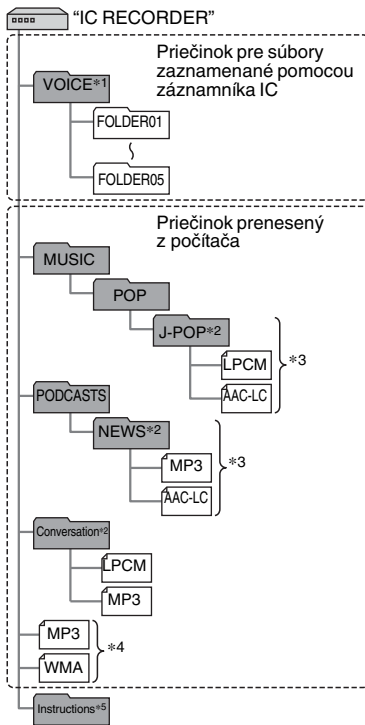 “IC RECORDER”
Priečinok pre súbory
zaznamenané pomocou
záznamníka IC
VOICE*1
FOLDER01
FOLDER05
Priečinok prenesený
z počítača
MUSIC
POP
J-POP*2
LPCM
AAC-LC
*3
PODCASTS
NEWS*2
MP3
AAC-LC
*3
Conversation*2
LPCM
MP3
MP3
WMA
*4
Instructions*5